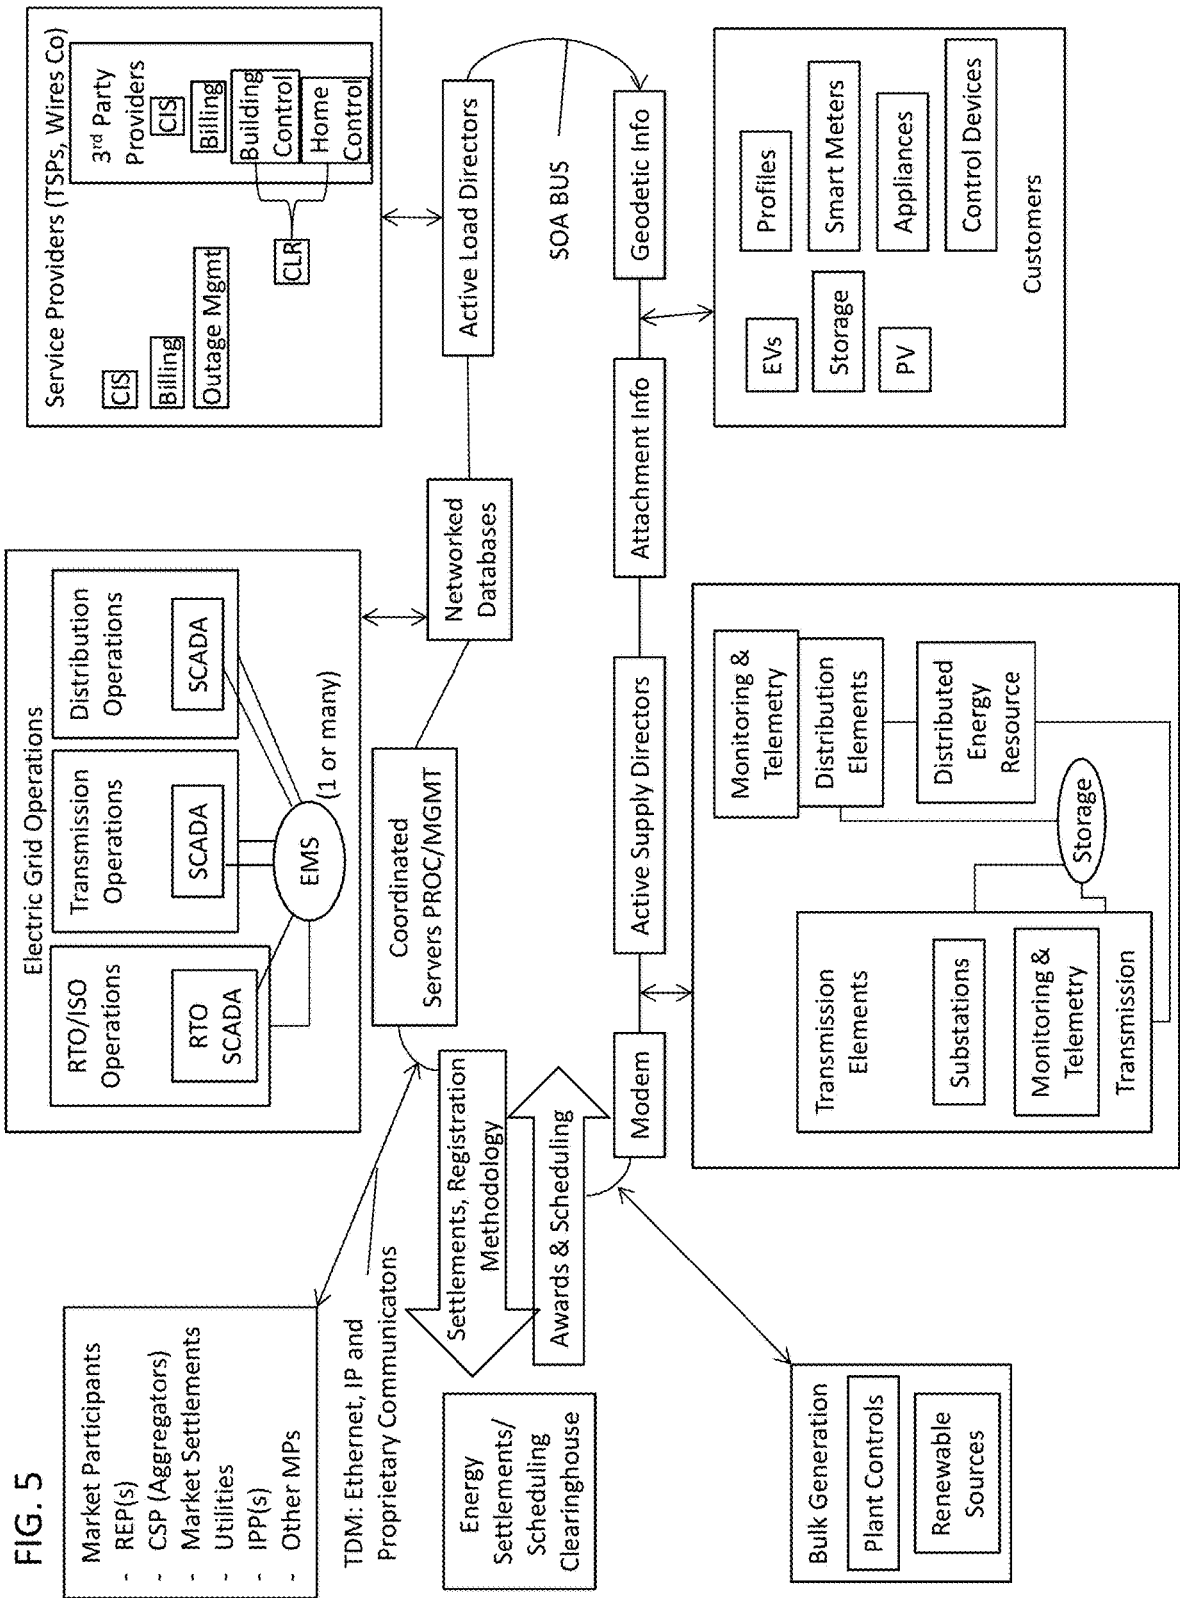 FIG. 5
Market Participants
- REP(s)
- CSP (Aggregators)
- Market Settlements
- Utilities
- IPP(s)
- Other MPs
TDM: Ethernet, IP and
Proprietary Communicatons
Energy
Settlements/
Scheduling
Clearinghouse
Bulk Generation
Plant Controls
Renewable
Sources
Settlements, Registration
Methodology
Awards & Scheduling
Electric Grid Operations
RTO/ISO
Operations
RTO
SCADA
Transmission
Operations
SCADA
Distribution
Operations
SCADA
EMS
(1 or many)
Coordinated
Servers PROC/MGMT
Networked
Databases
Active Load Directors
SOA BUS
Modem
Active Supply Directors
Attachment Info
Geodetic Info
Service Providers (TSPs, Wires Co)
CIS
Billing
Outage Mgmt
CLR
3rd Party
Providers
CIS
Billing
Building
Control
Home
Control
Transmission
Elements
Substations
Monitoring &
Telemetry
Transmission
Storage
Monitoring &
Telemetry
Distribution
Elements
Distributed
Energy
Resource
EVs
Storage
PV
Profiles
Smart Meters
Appliances
Control Devices
Customers